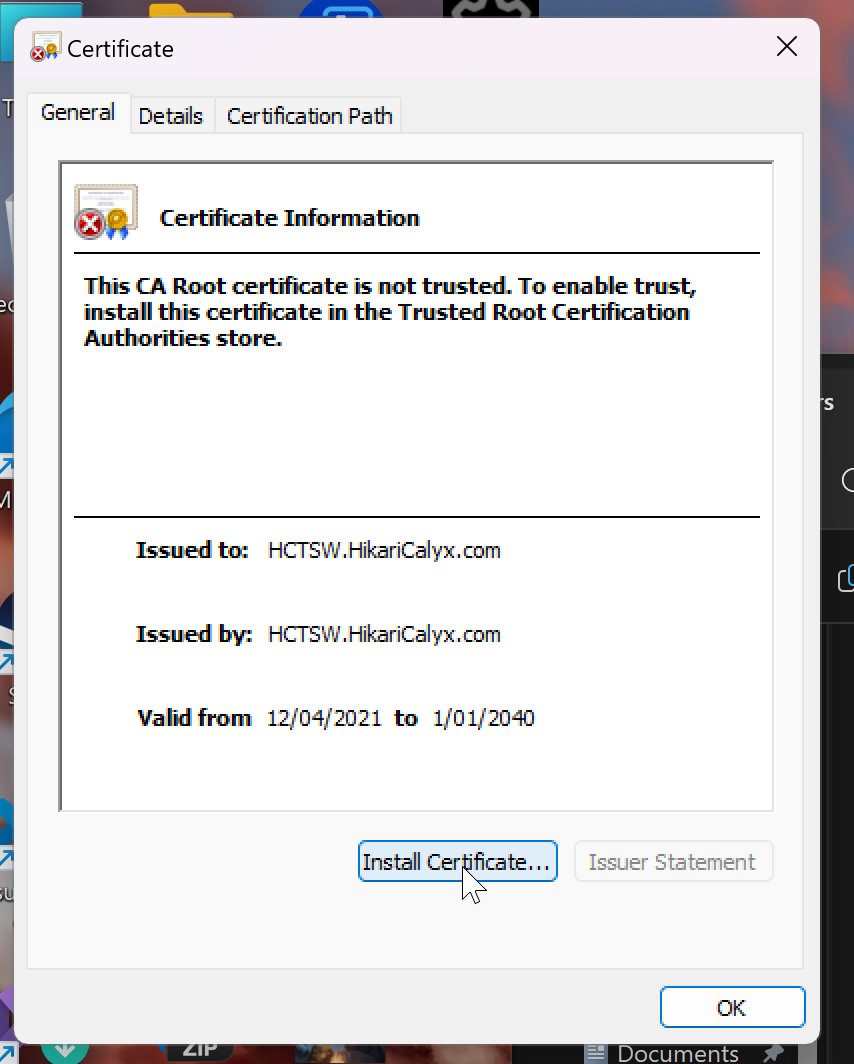 Certificate
General
Details
Certification Path
Certificate Information
This CA Root certificate is not trusted. To enable trust,
install this certificate in the Trusted Root Certification
Authorities store.
Issued to: HCTSW.HikariCalyx.com
Issued by: HCTSW.HikariCalyx.com
Valid from 12/04/2021 to 1/01/2040
Install Certificate...
Issuer Statement
OK
ZIP
Documents